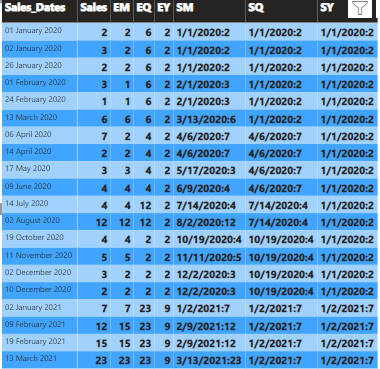 Sales_Dates Sales EM EQ EY SM SQ SY
01 January 2020 2 2 6 2 1/1/2020:2 1/1/2020:2 1/1/2020:2
02 January 2020 3 2 6 2 1/1/2020:2 1/1/2020:2 1/1/2020:2
26 January 2020 2 2 6 2 1/1/2020:2 1/1/2020:2 1/1/2020:2
01 February 2020 3 1 6 2 2/1/2020:3 1/1/2020:2 1/1/2020:2
24 February 2020 1 1 6 2 2/1/2020:3 1/1/2020:2 1/1/2020:2
13 March 2020 6 6 6 2 3/13/2020:6 1/1/2020:2 1/1/2020:2
06 April 2020 7 2 4 2 4/6/2020:7 4/6/2020:7 1/1/2020:2
14 April 2020 2 2 4 2 4/6/2020:7 4/6/2020:7 1/1/2020:2
17 May 2020 3 3 4 2 5/17/2020:3 4/6/2020:7 1/1/2020:2
09 June 2020 4 4 4 2 6/9/2020:4 4/6/2020:7 1/1/2020:2
14 July 2020 4 4 12 2 7/14/2020:4 7/14/2020:4 1/1/2020:2
02 August 2020 12 12 12 2 8/2/2020:12 7/14/2020:4 1/1/2020:2
19 October 2020 4 4 2 2 10/19/2020:4 10/19/2020:4 1/1/2020:2
11 November 2020 5 5 2 2 11/11/2020:5 10/19/2020:4 1/1/2020:2
02 December 2020 3 2 2 2 12/2/2020:3 10/19/2020:4 1/1/2020:2
10 December 2020 2 2 2 2 12/2/2020:3 10/19/2020:4 1/1/2020:2
02 January 2021 7 7 23 9 1/2/2021:7 1/2/2021:7 1/2/2021:7
09 February 2021 12 15 23 9 2/9/2021:12 1/2/2021:7 1/2/2021:7
19 February 2021 15 15 23 9 2/9/2021:12 1/2/2021:7 1/2/2021:7
13 March 2021 23 23 23 9 3/13/2021:23 1/2/2021:7 1/2/2021:7